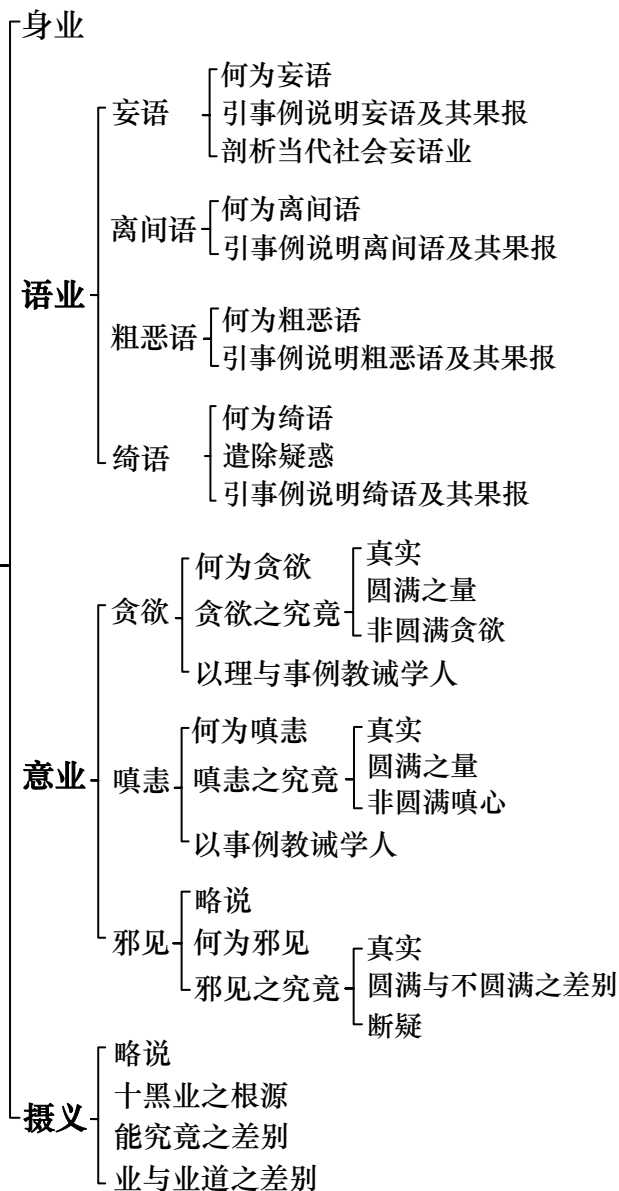 身业
语业
妄语
何为妄语
引事例说明妄语及其果报
剖析当代社会妄语业
离间语
何为离间语
引事例说明离间语及其果报
粗恶语
何为粗恶语
引事例说明粗恶语及其果报
绮语
何为绮语
遣除疑惑
引事例说明绮语及其果报
意业
贪欲
何为贪欲
贪欲之究竟
真实
圆满之量
非圆满贪欲
以理与事例教诫学人
嗔恚
何为嗔恚
嗔恚之究竟
真实
圆满之量
非圆满嗔心
以事例教诫学人
邪见
略说
何为邪见
邪见之究竟
真实
圆满与不圆满之差别
断疑
摄义
略说
十黑业之根源
能究竟之差别
业与业道之差别